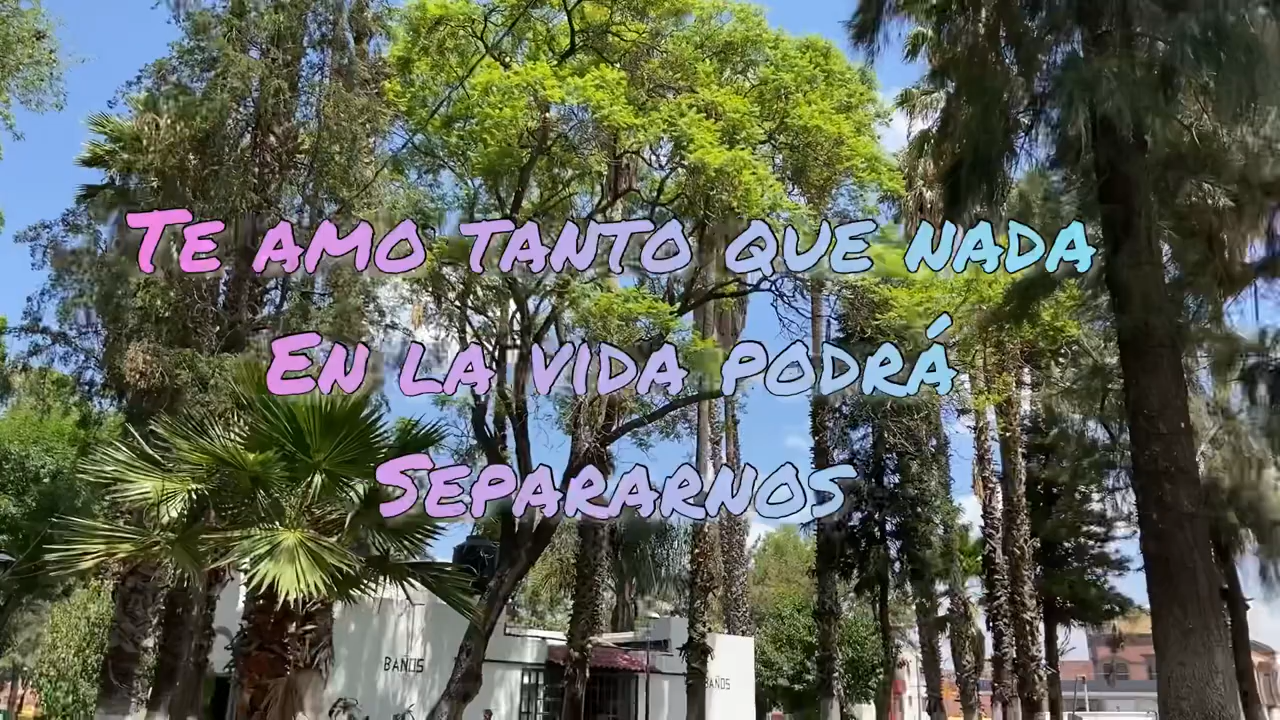 Te amo tanto que nada
En la vida podrá
Separarnos
BAÑOS
BAÑOS